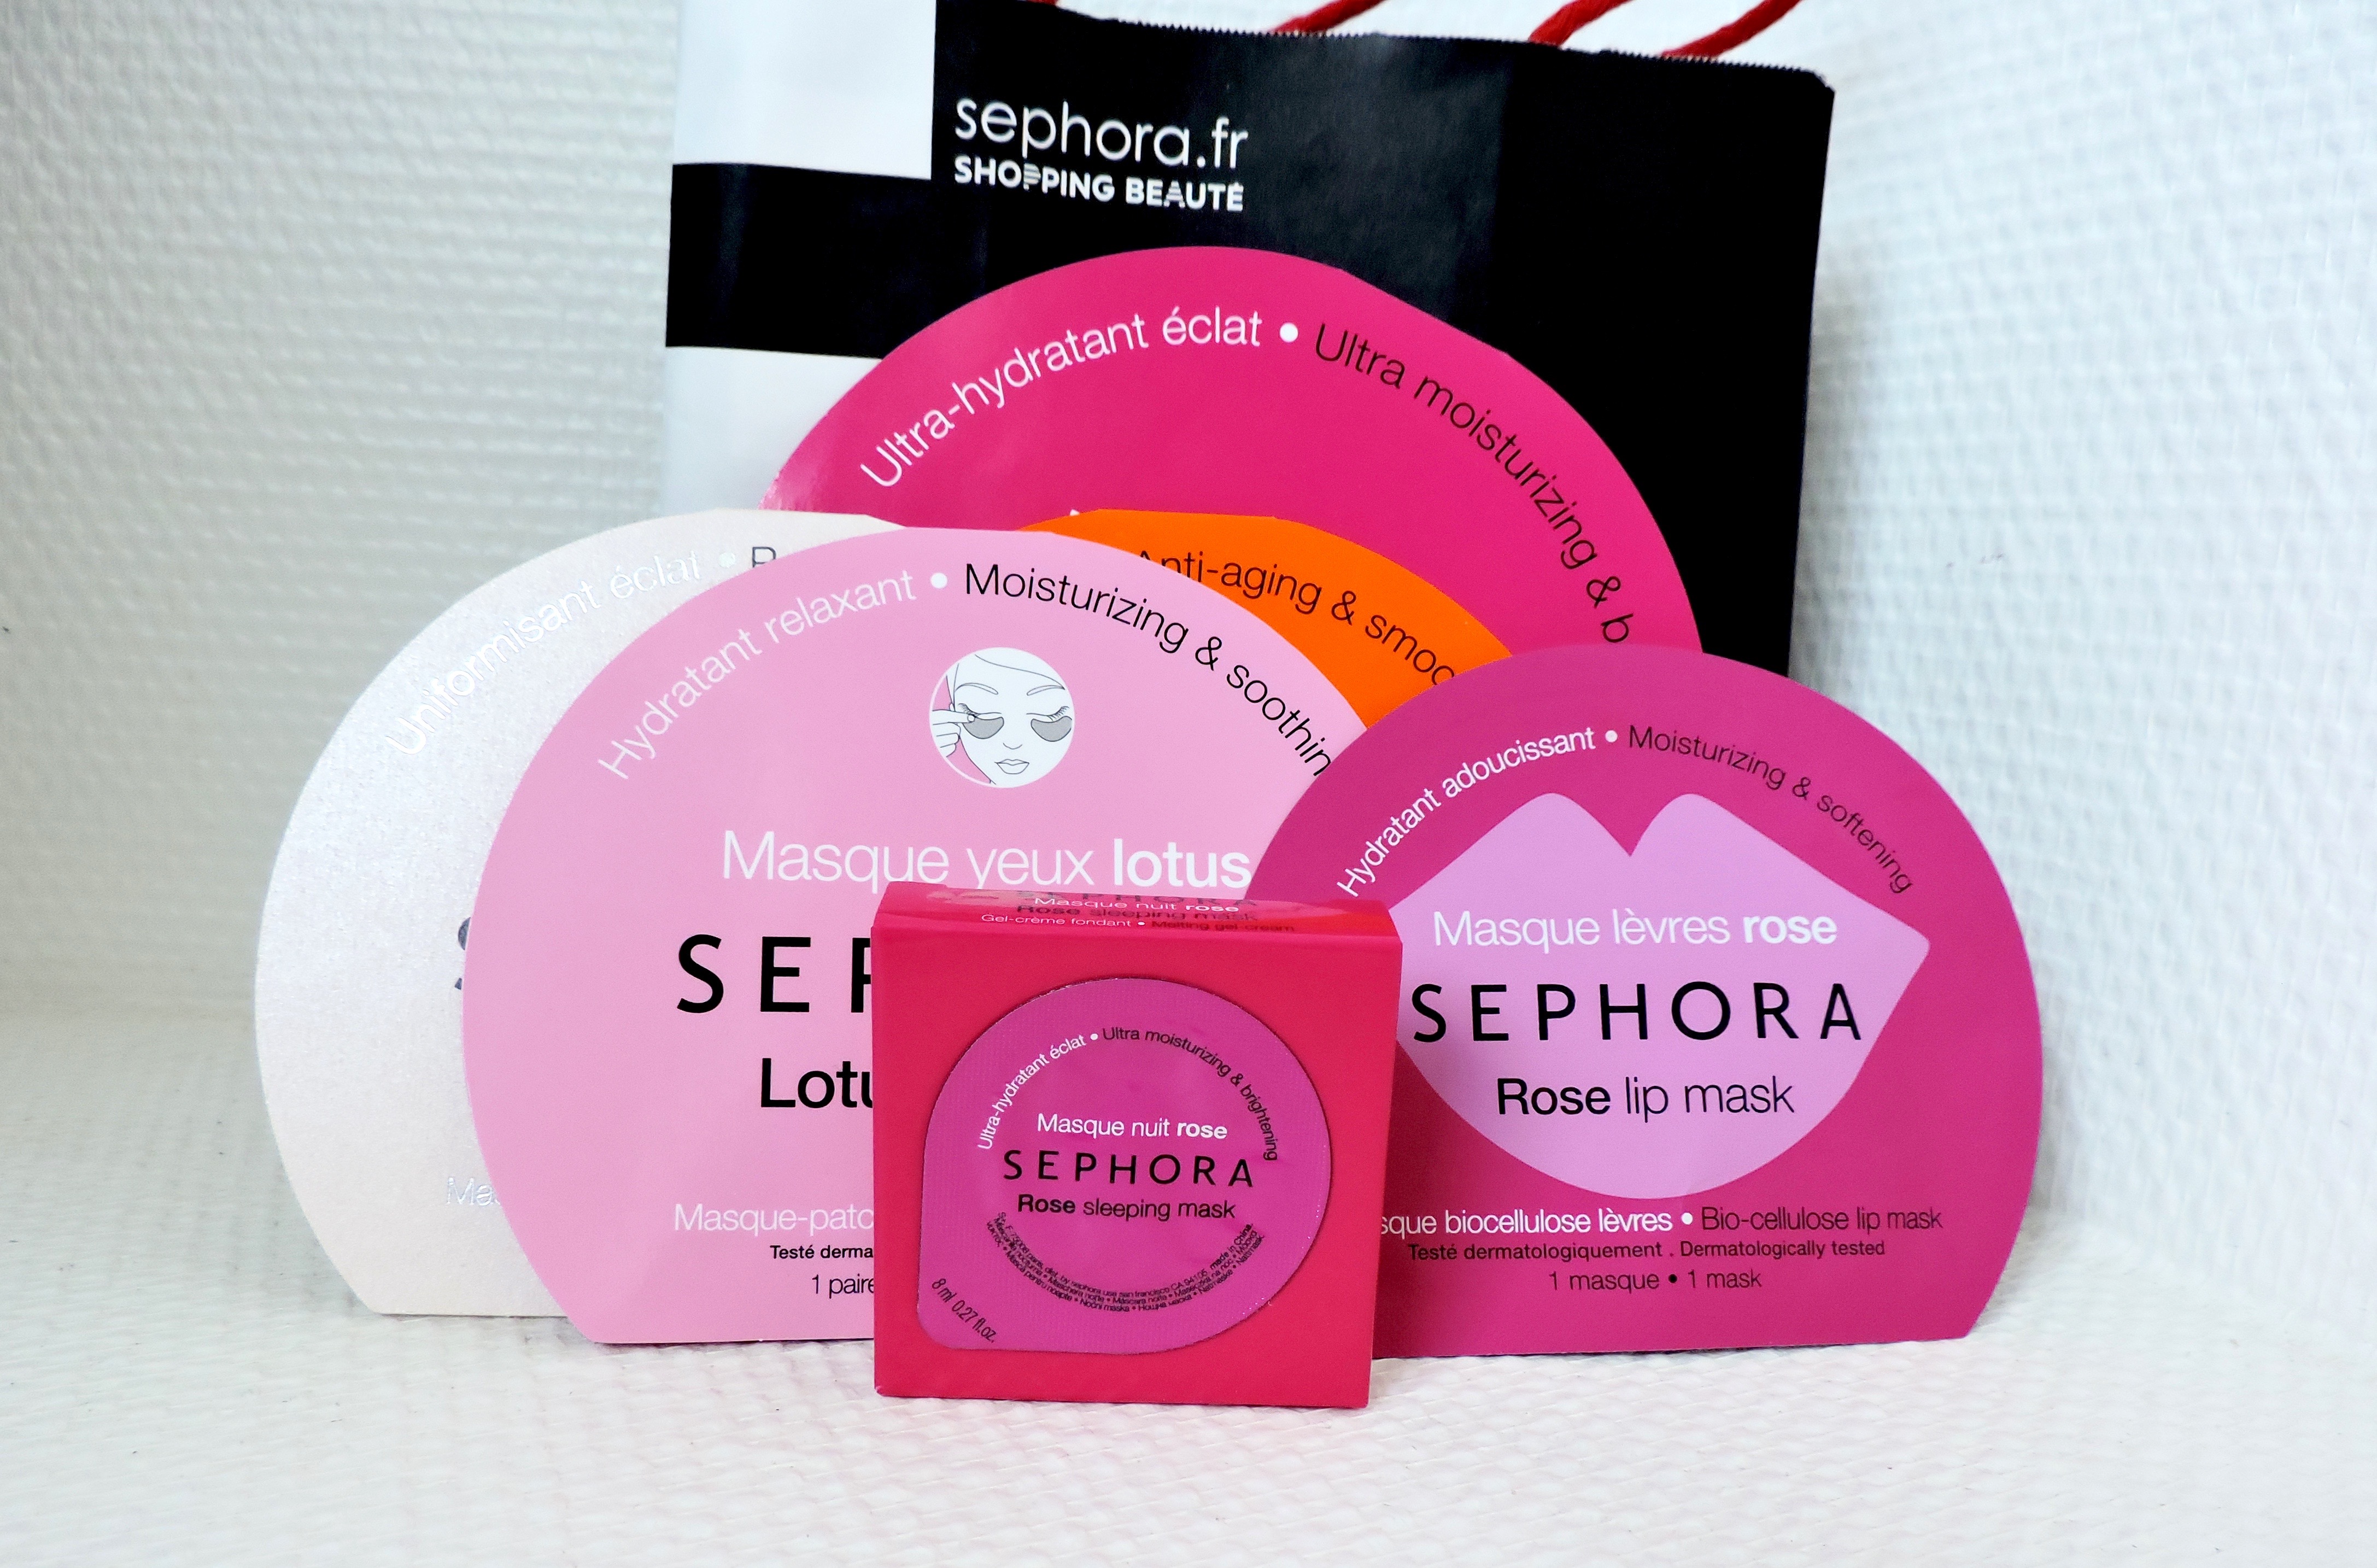 sephora.fr
SHOPPING BEAUTÉ
Ultra-hydratant éclat • Ultra moisturizing & b
Anti-aging & smoo
Uniformisant éclat •
Hydratant relaxant • Moisturizing & soothin
Masque yeux lotus
SEP
Lotu
Masque-patc
Testé derma
1 paire
Hydratant adoucissant • Moisturizing & softening
Masque lèvres rose
SEPHORA
Rose lip mask
sque biocellulose lèvres • Bio-cellulose lip mask
Testé dermatologiquement . Dermatologically tested
1 masque • 1 mask
SEPHORA
Masque nuit rose
Rose sleeping mask
Gel-crème fondant • Melting gel-cream
Ultra-hydratant éclat • Ultra moisturizing & brightening
Masque nuit rose
SEPHORA
Rose sleeping mask
8 ml 0.27 fl.oz.